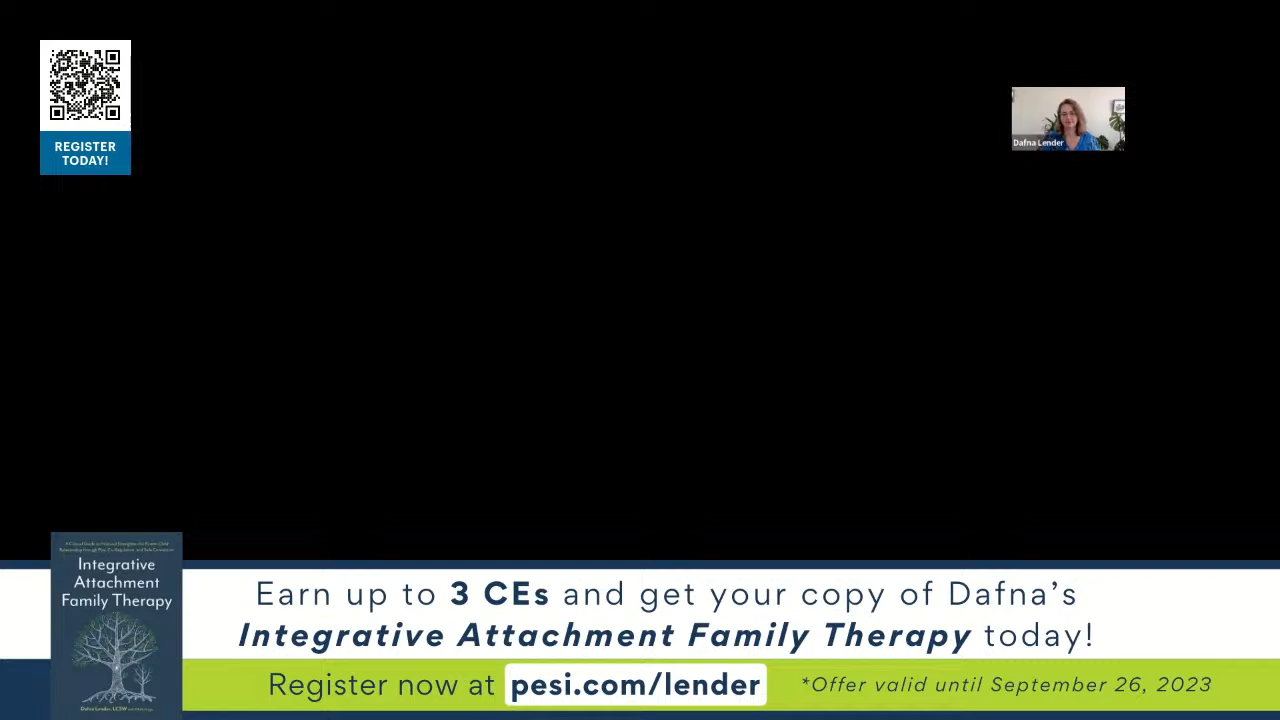 REGISTER
TODAY!
Dafna Lender
Integrative
Attachment
Family Therapy
Earn up to 3 CEs and get your copy of Dafna's
Integrative Attachment Family Therapy today!
Register now at pesi.com/lender *Offer valid until September 26, 2023